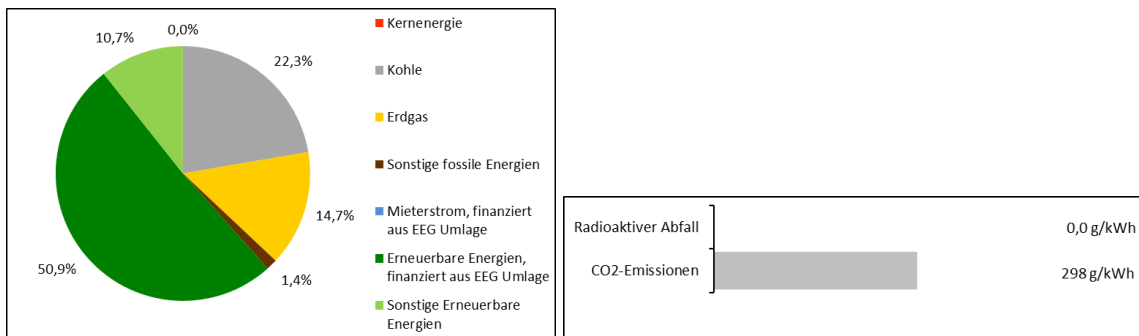 10,7%
0,0%
22,3%
14,7%
1,4%
50,9%
Kernenergie
Kohle
Erdgas
Sonstige fossile Energien
Mieterstrom, finanziert
aus EEG Umlage
Erneuerbare Energien,
finanziert aus EEG Umlage
Sonstige Erneuerbare
Energien
Radioaktiver Abfall
0,0 g/kWh
CO2-Emissionen
298 g/kWh